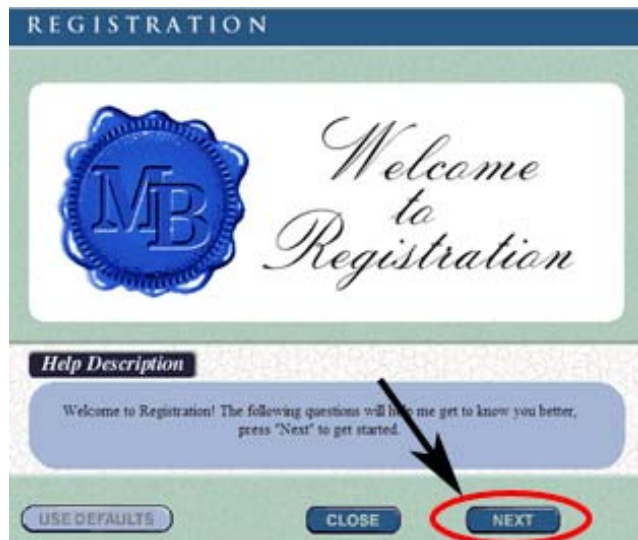 REGISTRATION
MB
Welcome
to
Registration
Help Description
Welcome to Registration! The following questions will help me get to know you better,
press "Next" to get started.
USE DEFAULTS
CLOSE
NEXT